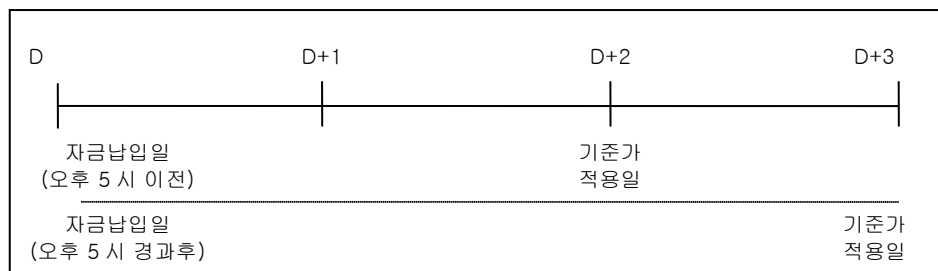 D D+1 D+2 D+3
자금납입일 기준가
(오후 5 시 이전) 적용일
자금납입일 기준가
(오후 5 시 경과후) 적용일